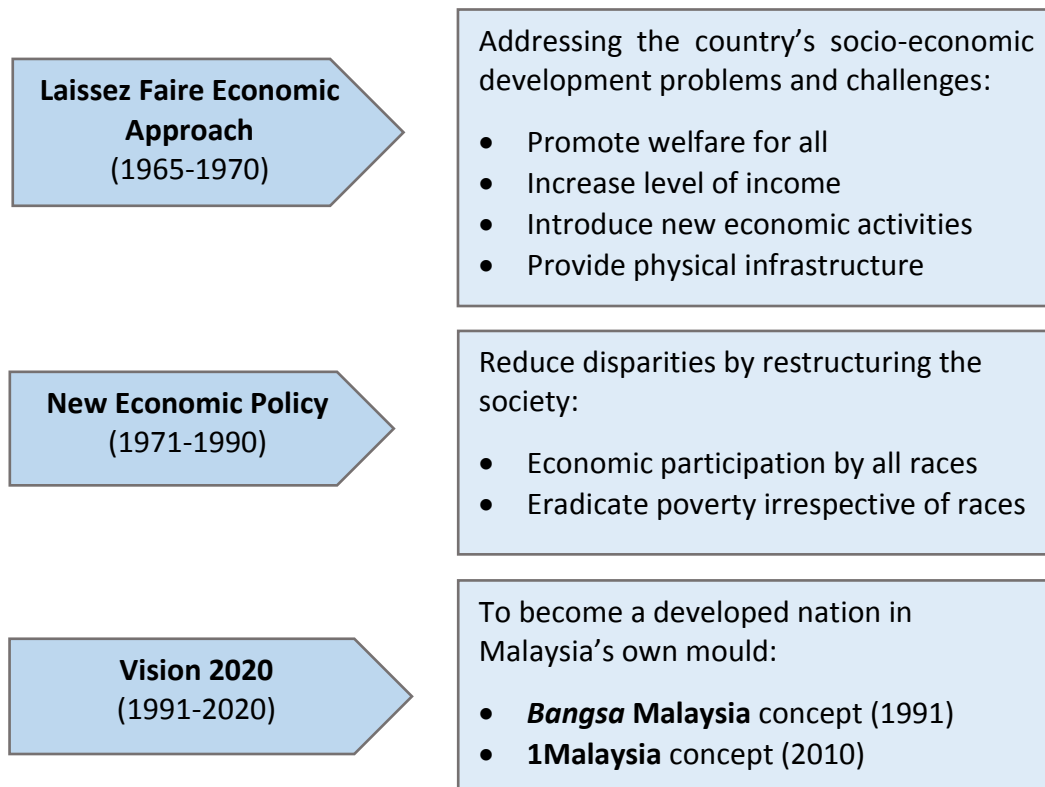 Laissez Faire Economic
Approach
(1965-1970)
Addressing the country’s socio-economic
development problems and challenges:
• Promote welfare for all
• Increase level of income
• Introduce new economic activities
• Provide physical infrastructure
New Economic Policy
(1971-1990)
Reduce disparities by restructuring the
society:
• Economic participation by all races
• Eradicate poverty irrespective of races
Vision 2020
(1991-2020)
To become a developed nation in
Malaysia’s own mould:
• Bangsa Malaysia concept (1991)
• 1Malaysia concept (2010)